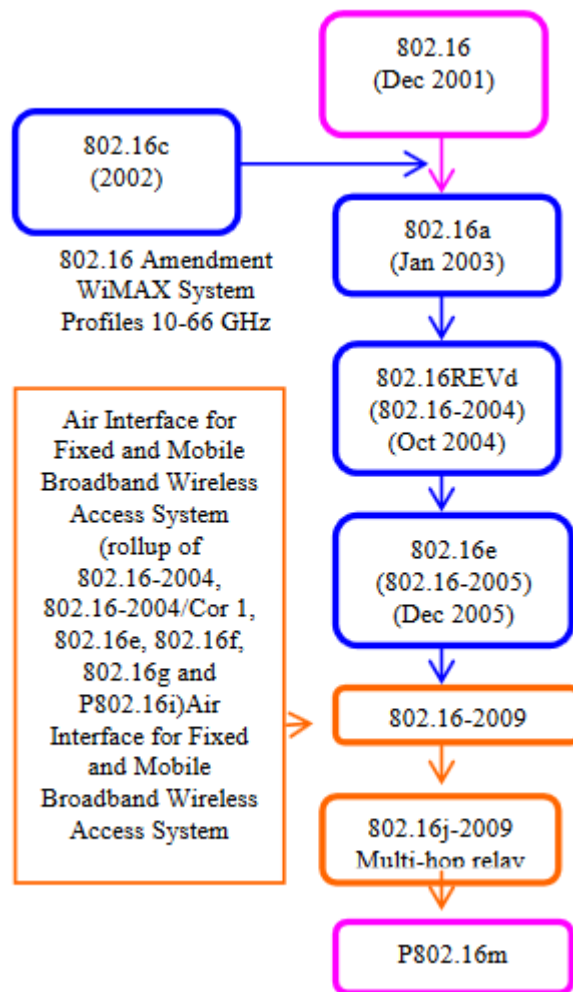 802.16
(Dec 2001)
802.16c
(2002)
802.16 Amendment
WiMAX System
Profiles 10-66 GHz
802.16a
(Jan 2003)
802.16REVd
(802.16-2004)
(Oct 2004)
802.16e
(802.16-2005)
(Dec 2005)
Air Interface for
Fixed and Mobile
Broadband Wireless
Access System
(rollup of
802.16-2004,
802.16-2004/Cor 1,
802.16e, 802.16f,
802.16g and
P802.16i)Air
Interface for Fixed
and Mobile
Broadband Wireless
Access System
802.16-2009
802.16j-2009
Multi-hop relay
P802.16m